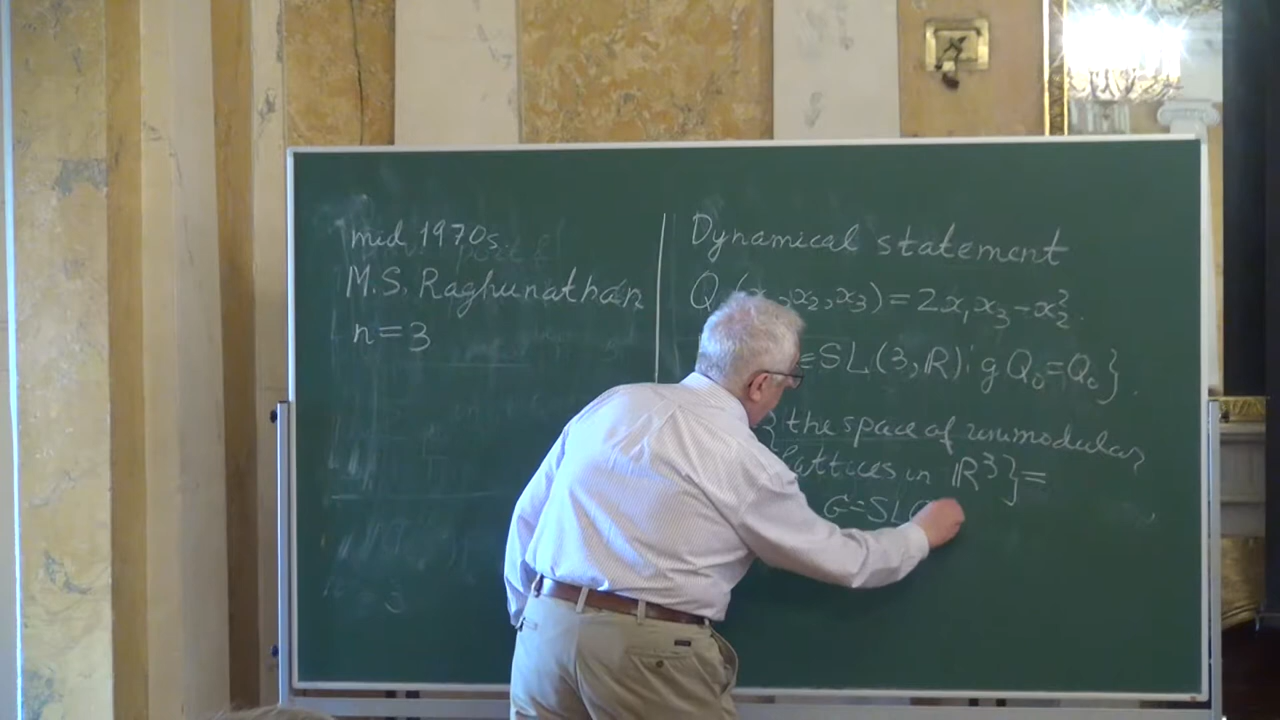 mid 1970s.
M.S. Raghunathan
n=3
Dynamical statement
Q ,x₂,x₃)=2x₁x₃-x₂².
∈SL(3,ℝ); gQ₀=Q₀}.
{the space of unimodular
lattices in ℝ³}=
G=SL(